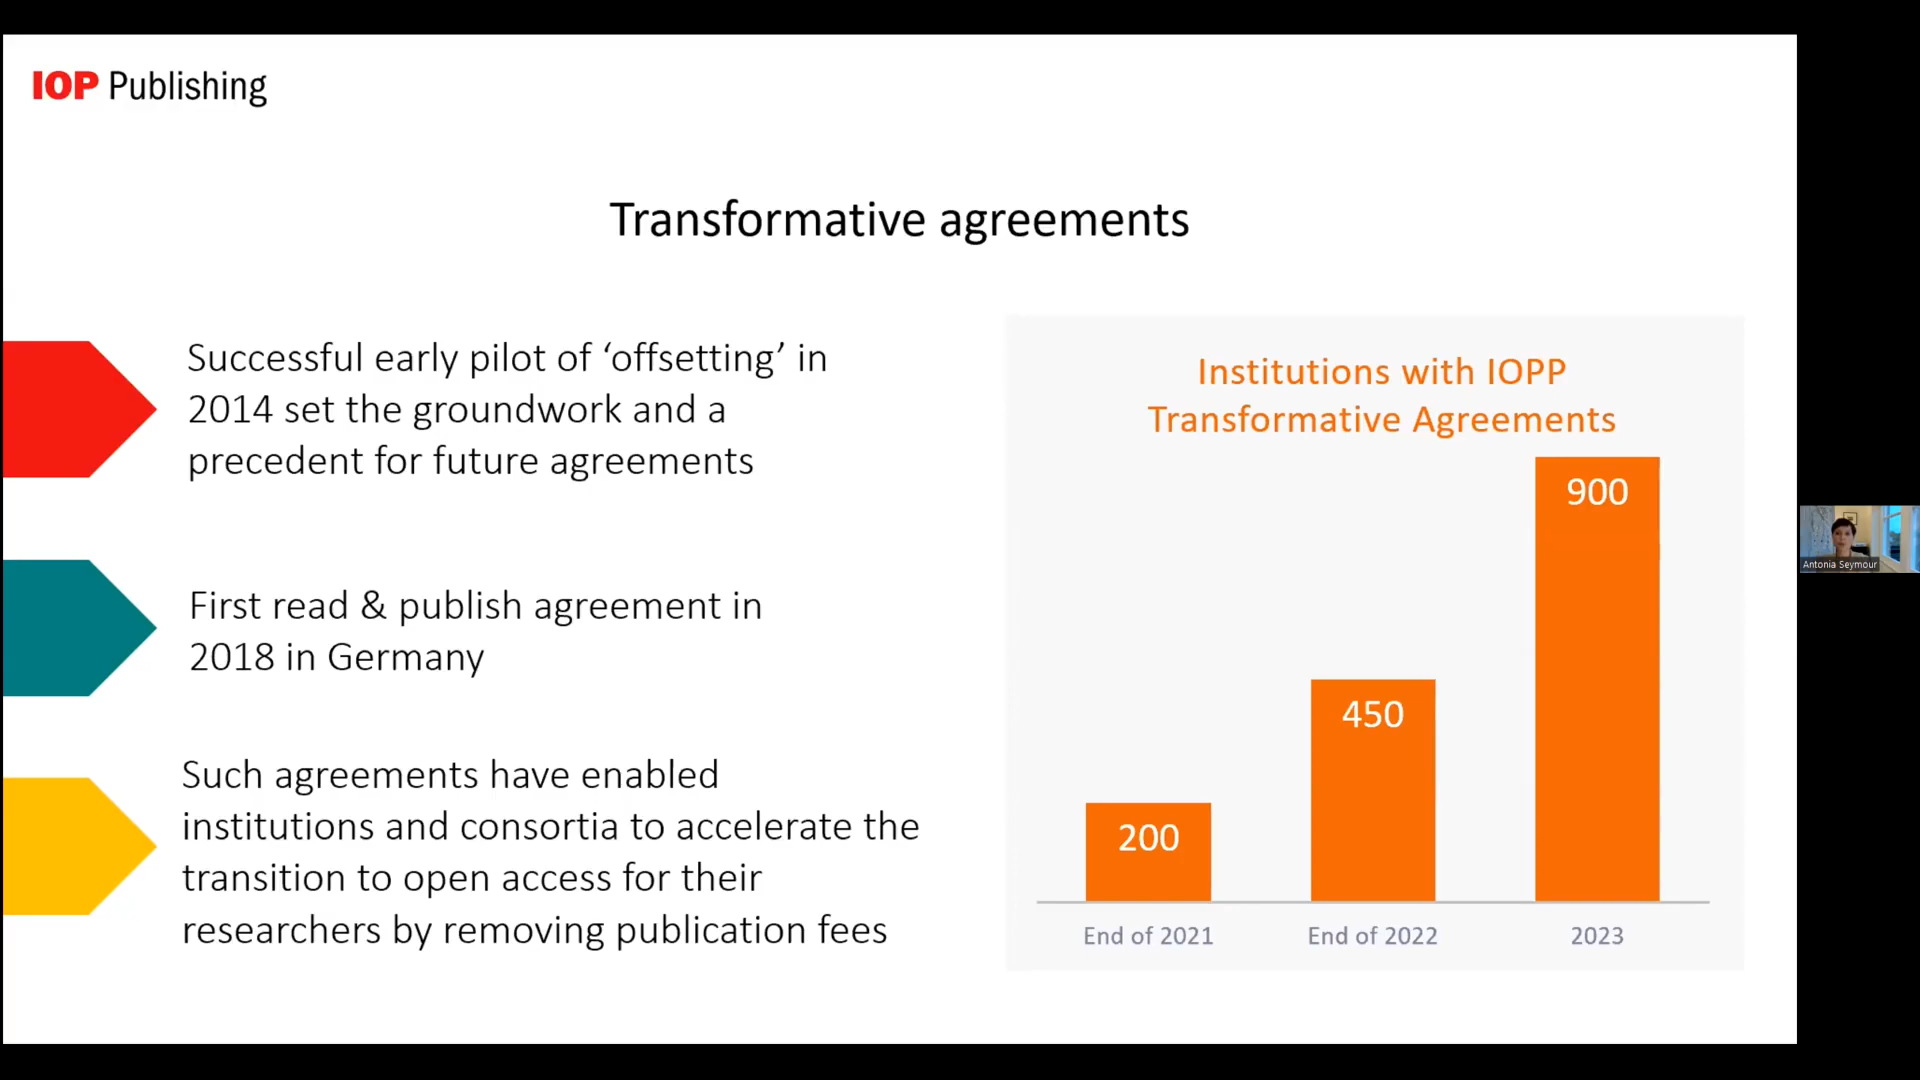 IOP Publishing
Transformative agreements
Successful early pilot of ‘offsetting’ in
2014 set the groundwork and a
precedent for future agreements
First read & publish agreement in
2018 in Germany
Such agreements have enabled
institutions and consortia to accelerate the
transition to open access for their
researchers by removing publication fees
Institutions with IOPP
Transformative Agreements
900
450
200
End of 2021
End of 2022
2023
Antonia Seymour